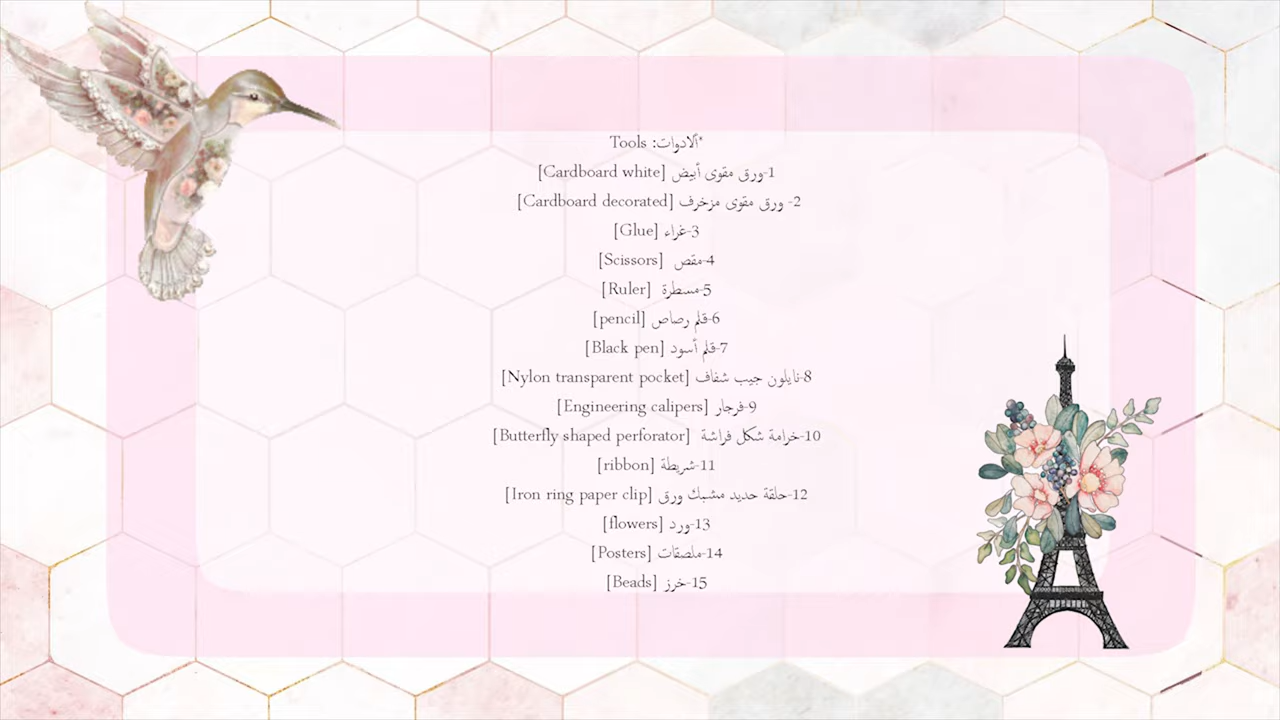 *ألادوات: Tools
1-ورق مقوى أبيض [Cardboard white]
2- ورق مقوى مزخرف [Cardboard decorated]
3-غراء [Glue]
4-مقص [Scissors]
5-مسطرة [Ruler]
6-قلم رصاص [pencil]
7-قلم أسود [Black pen]
8-نايلون جيب شفاف [Nylon transparent pocket]
9-فرجار [Engineering calipers]
10-خرامة شكل فراشة [Butterfly shaped perforator]
11-شريطة [ribbon]
12-حلقة حديد مشبك ورق [Iron ring paper clip]
13-ورد [flowers]
14-ملصقات [Posters]
15-خرز [Beads]